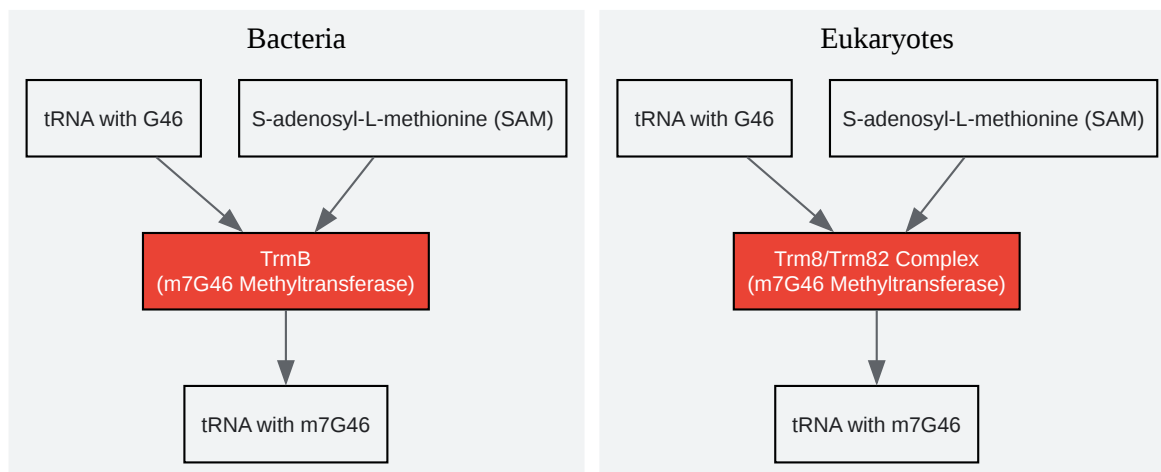 Bacteria
tRNA with G46
S-adenosyl-L-methionine (SAM)
TrmB
(m7G46 Methyltransferase)
tRNA with m7G46
Eukaryotes
tRNA with G46
S-adenosyl-L-methionine (SAM)
Trm8/Trm82 Complex
(m7G46 Methyltransferase)
tRNA with m7G46